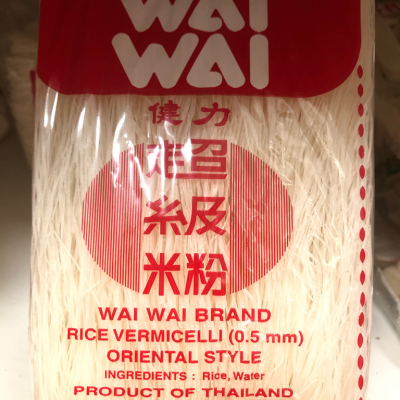 WAI
WAI
健力
超
級
米粉
WAI WAI BRAND
RICE VERMICELLI (0.5 mm)
ORIENTAL STYLE
INGREDIENTS : Rice, Water
PRODUCT OF THAILAND